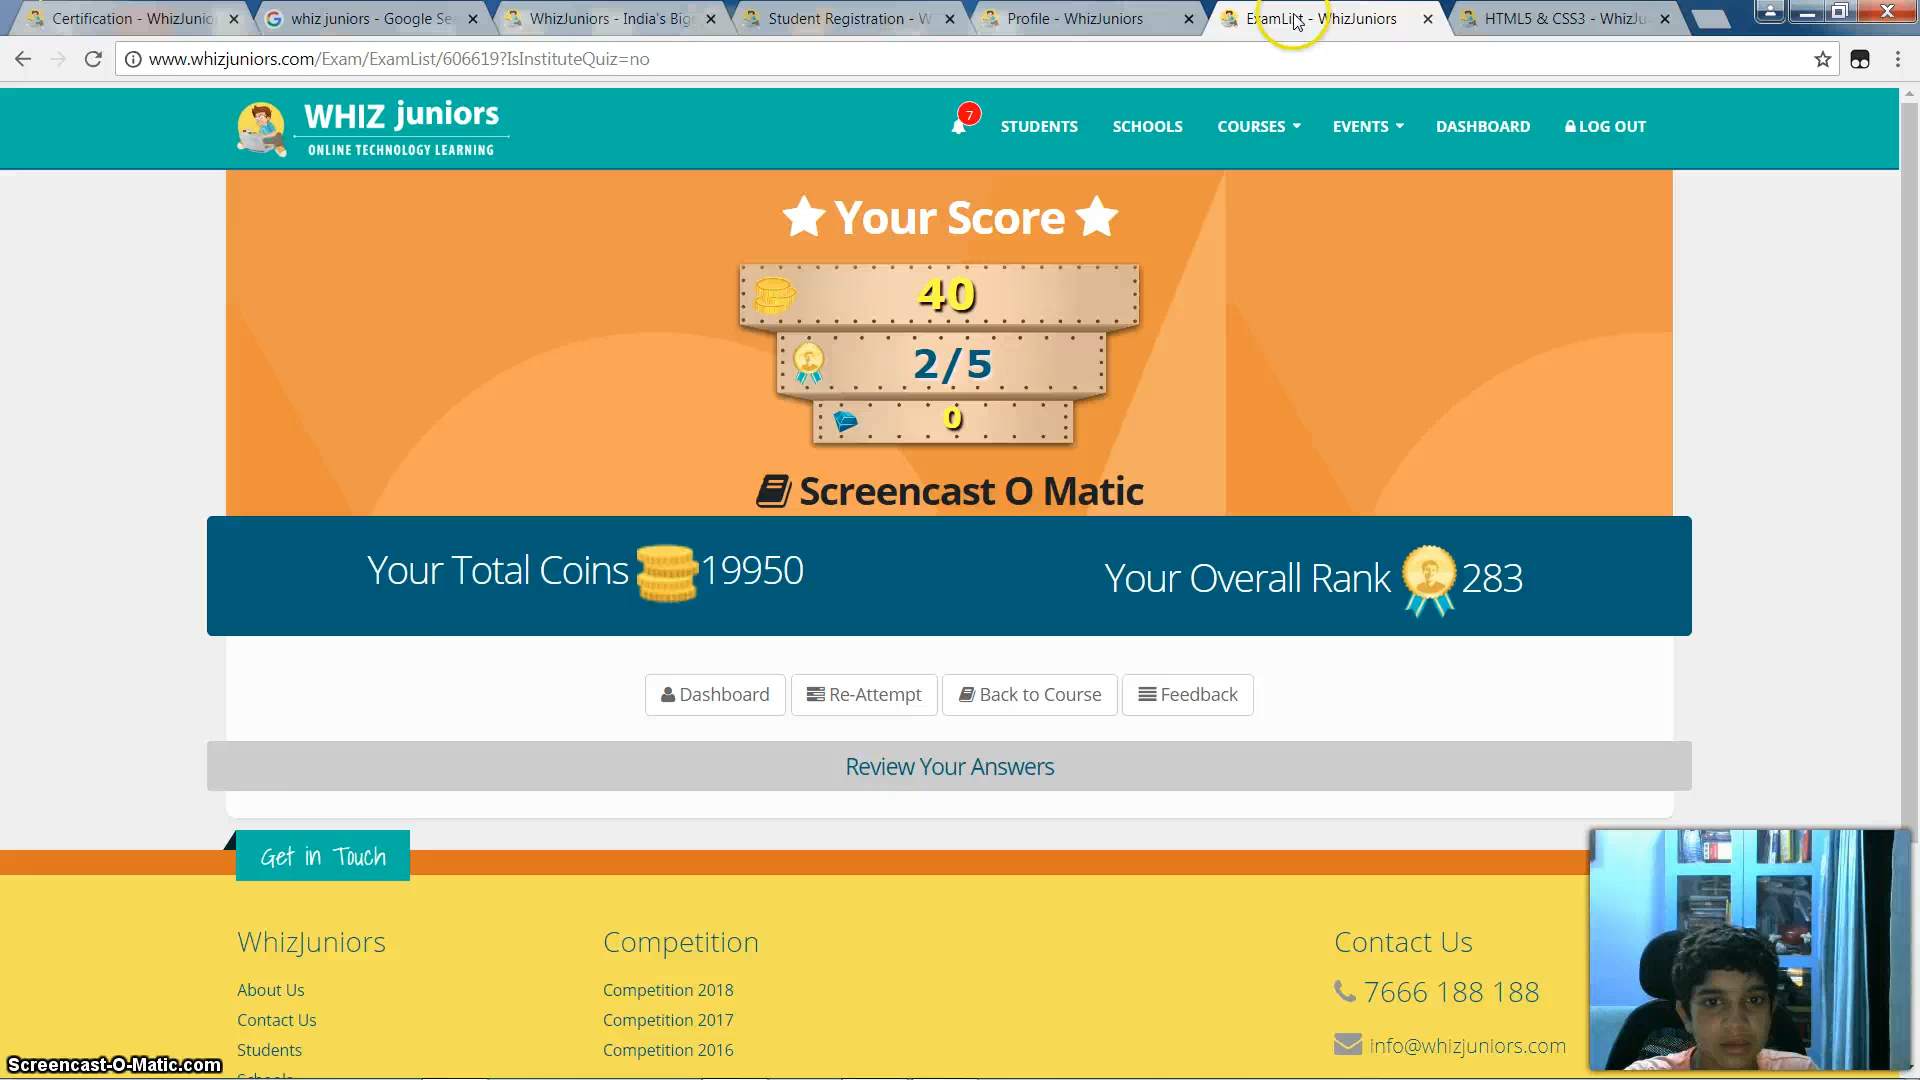 Certification - WhizJunio
whiz juniors - Google Se
WhizJuniors - India's Big
Student Registration - W
Profile - WhizJuniors
ExamList - WhizJuniors
HTML5 & CSS3 - WhizJu
www.whizjuniors.com/Exam/ExamList/606619?IsInstituteQuiz=no
WHIZ juniors
ONLINE TECHNOLOGY LEARNING
7
STUDENTS
SCHOOLS
COURSES
EVENTS
DASHBOARD
LOG OUT
Your Score
40
2/5
0
Screencast O Matic
Your Total Coins 19950
Your Overall Rank 283
Dashboard
Re-Attempt
Back to Course
Feedback
Review Your Answers
Get in Touch
WhizJuniors
About Us
Contact Us
Students
Schools
Competition
Competition 2018
Competition 2017
Competition 2016
Contact Us
7666 188 188
info@whizjuniors.com
Screencast-O-Matic.com